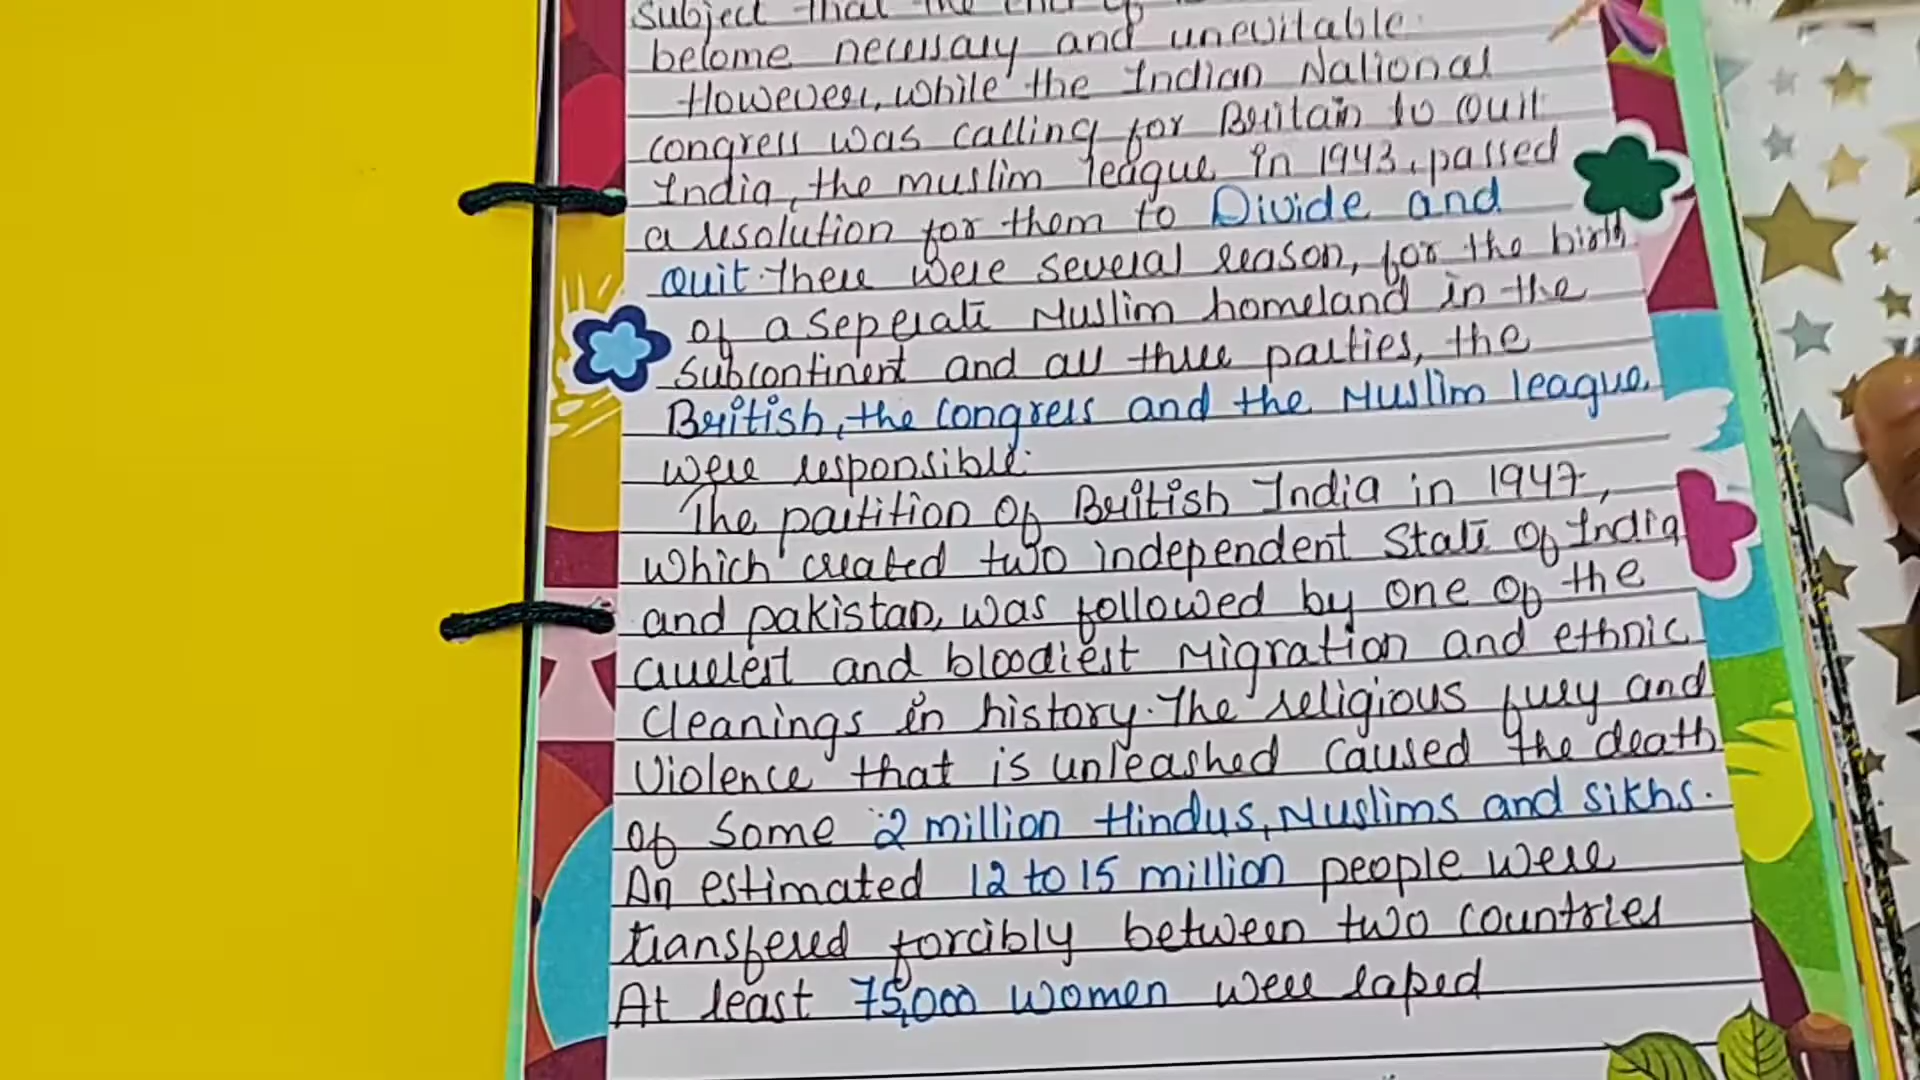 Subject that the end of
belome necessary and unevitable.
However, while the Indian National
congress was calling for Britain to Quit
India, the muslim league in 1943, passed
a resolution for them to Divide and
Quit. There were several reason, for the birth
of a seperate Muslim homeland in the
Subcontinent and all three parties, the
British, the Congress and the Muslim league
were responsible.
The partition of British India in 1947,
which created two independent State of India
and pakistan, was followed by one of the
cruelest and bloodiest Migration and ethnic
Cleanings in history. The religious fury and
Violence that is unleashed caused the death
of Some 2 million Hindus, Muslims and sikhs.
An estimated 12 to 15 million people were
transfered forcibly between two countries
At least 75,000 women were raped